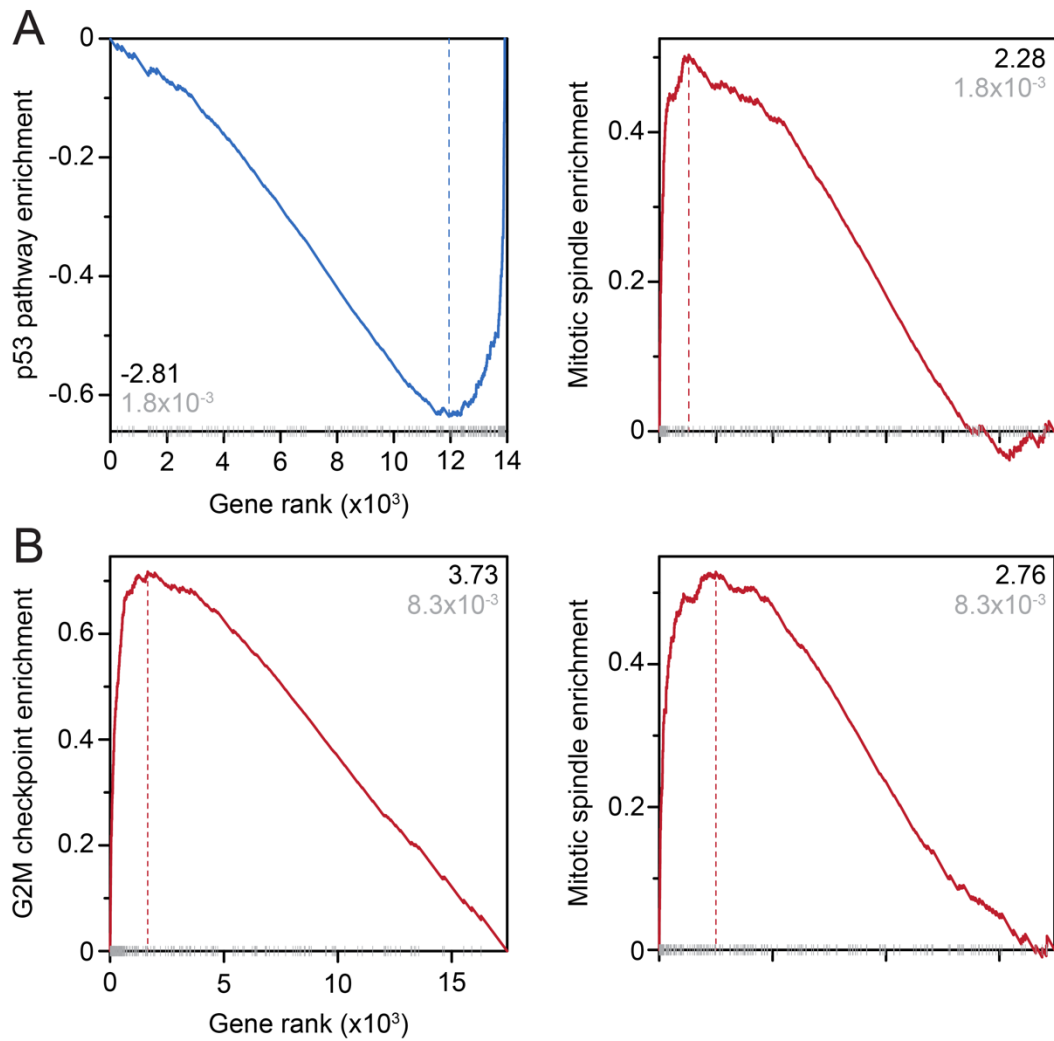 A
p53 pathway enrichment
0
-0.2
-0.4
-0.6
-2.81
1.8x10⁻³
0 2 4 6 8 10 12 14
Gene rank (x10³)
Mitotic spindle enrichment
0.4
0.2
0
2.28
1.8x10⁻³
B
G2M checkpoint enrichment
0.6
0.4
0.2
0
3.73
8.3x10⁻³
0 5 10 15
Gene rank (x10³)
Mitotic spindle enrichment
0.4
0.2
0
2.76
8.3x10⁻³